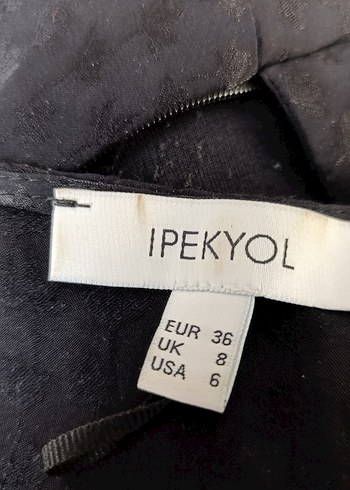 IPEKYOL
EUR 36
UK 8
USA 6